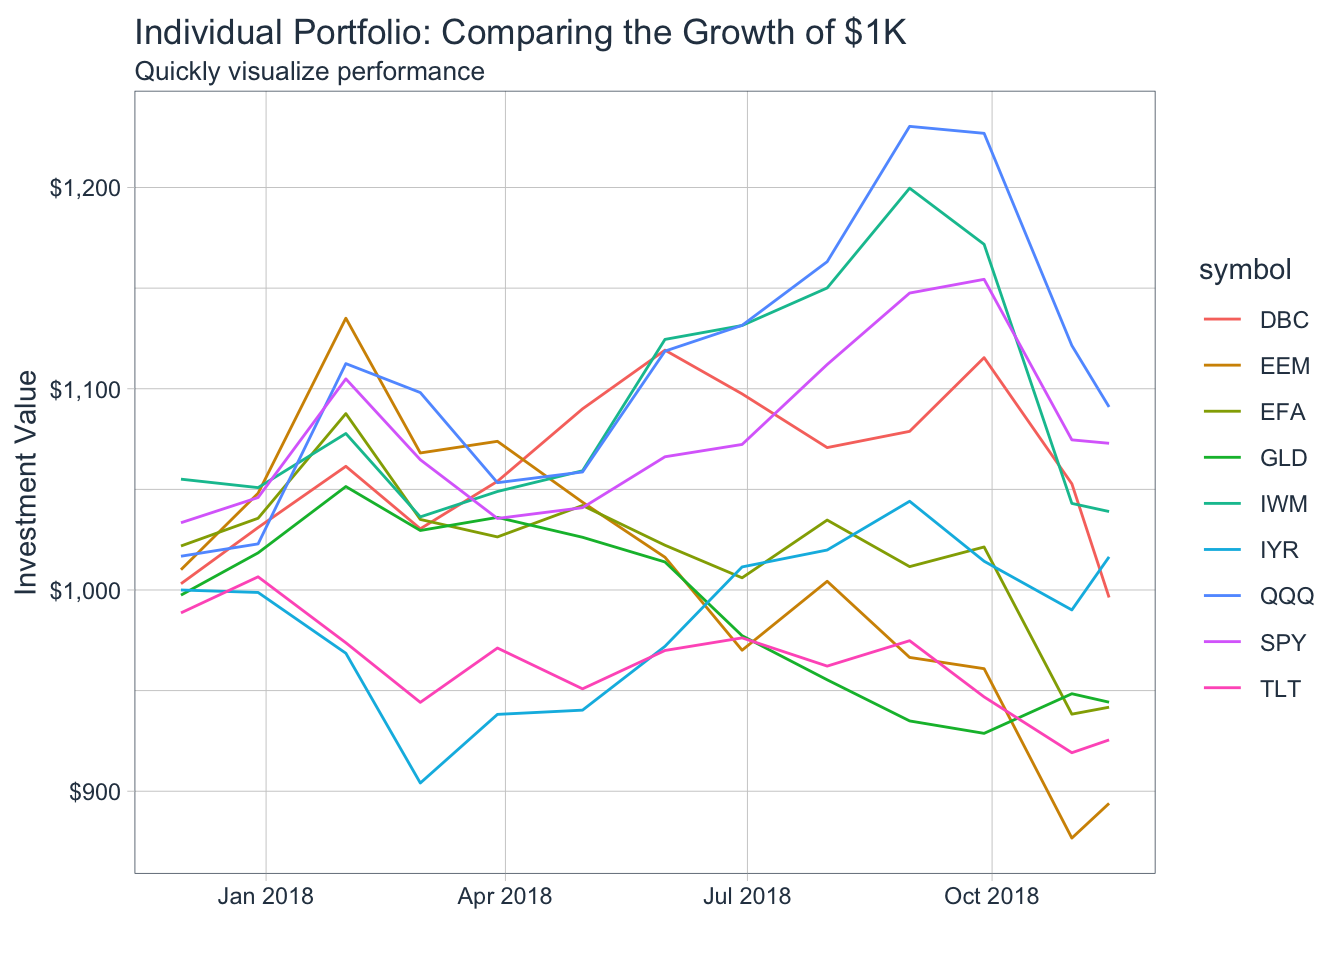 Individual Portfolio: Comparing the Growth of $1K
Quickly visualize performance
Investment Value
$1,200
$1,100
$1,000
$900
Jan 2018
Apr 2018
Jul 2018
Oct 2018
symbol
DBC
EEM
EFA
GLD
IWM
IYR
QQQ
SPY
TLT